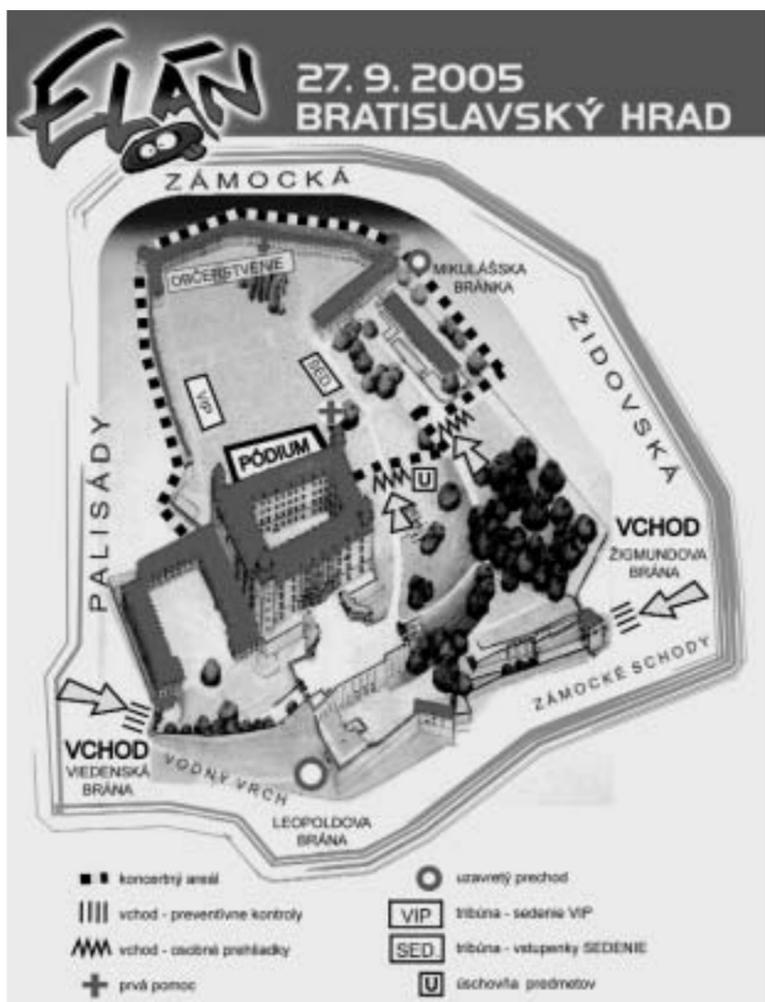 ELÁN
27. 9. 2005
BRATISLAVSKÝ HRAD
ZÁMOCKÁ
OBČERSTVENIE
MIKULÁŠSKA
BRÁNKA
ŽIDOVSKÁ
SED
VIP
PÓDIUM
PALISÁDY
U
VCHOD
ŽIGMUNDOVA
BRÁNA
ZÁMOCKÉ SCHODY
VCHOD
VIEDENSKÁ
BRÁNA
VODNÝ VRCH
LEOPOLDOVA
BRÁNA
koncertný areál
vchod - preventívne kontroly
vchod - osobné prehliadky
prvá pomoc
uzavretý prechod
VIP tribúna - sedenie VIP
SED tribúna - vstupenky SEDENIE
U úschovňa predmetov